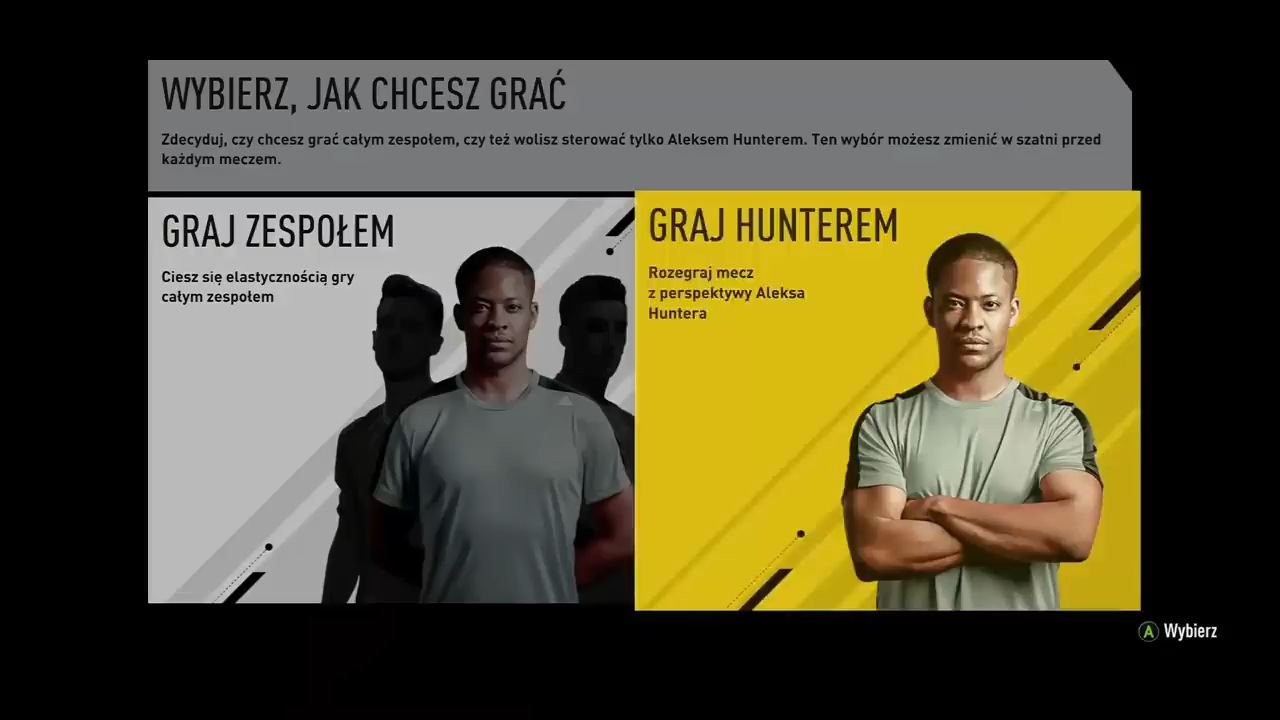 WYBIERZ, JAK CHCESZ GRAĆ
Zdecyduj, czy chcesz grać całym zespołem, czy też wolisz sterować tylko Aleksem Hunterem. Ten wybór możesz zmienić w szatni przed
każdym meczem.
GRAJ ZESPOŁEM
Ciesz się elastycznością gry
całym zespołem
GRAJ HUNTEREM
Rozegraj mecz
z perspektywy Aleksa
Huntera
A Wybierz